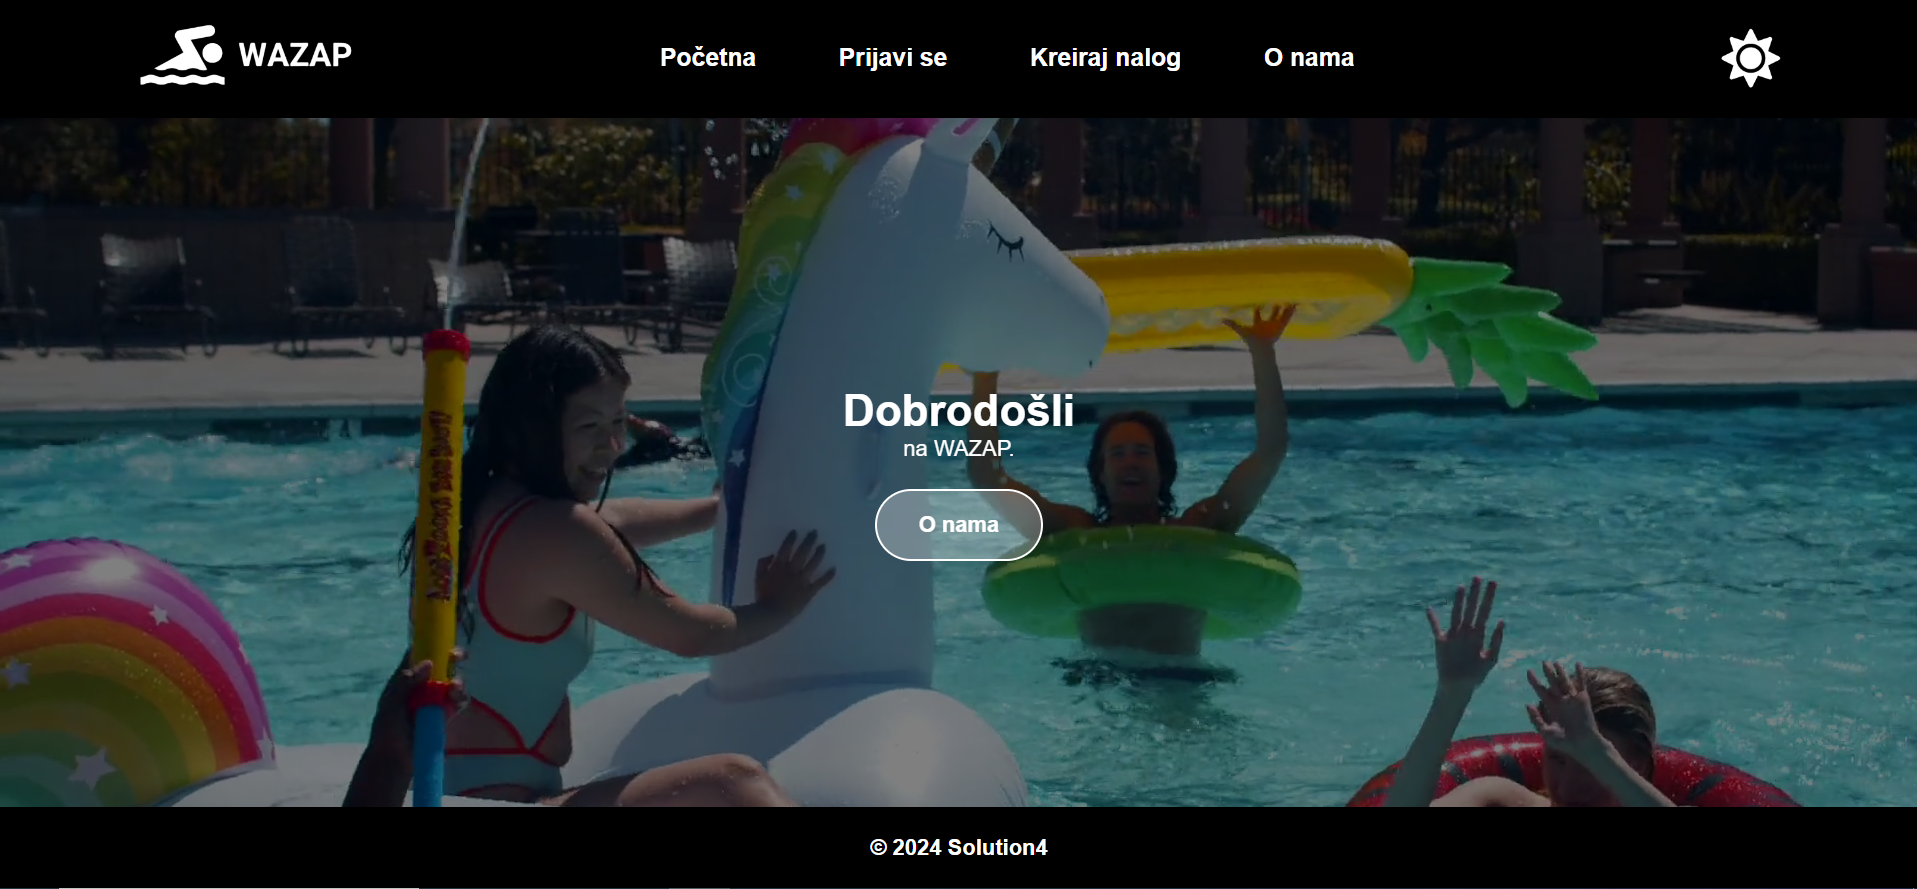 WAZAP
Početna
Prijavi se
Kreiraj nalog
O nama
Dobrodošli
na WAZAP.
O nama
© 2024 Solution4